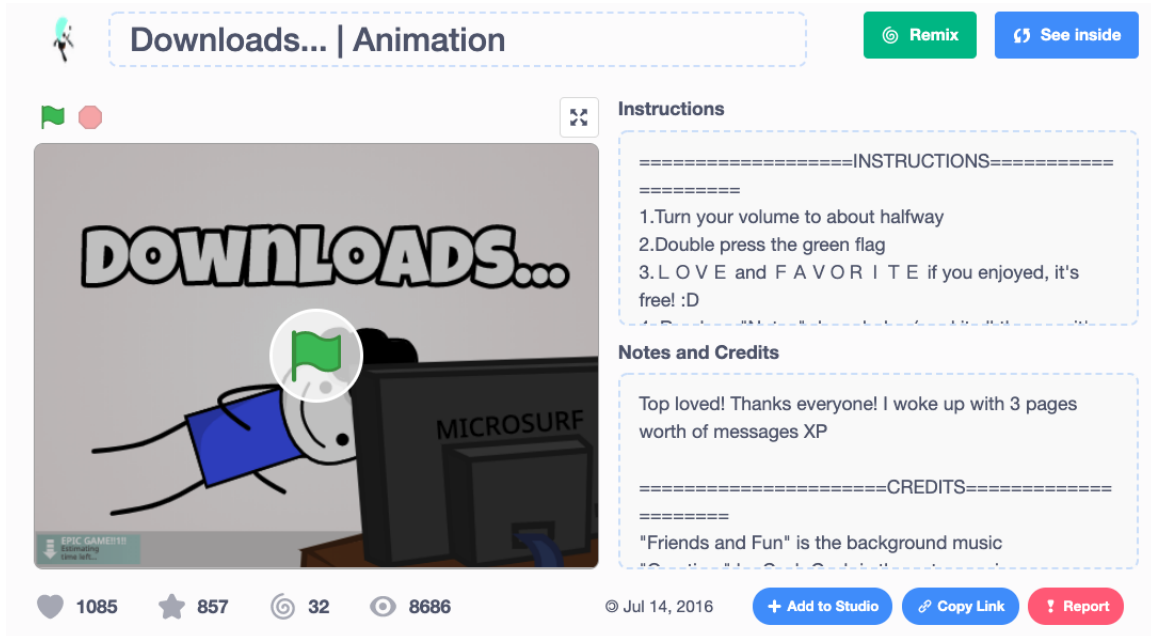 Downloads... | Animation
Remix
See inside
Instructions
===================INSTRUCTIONS===========
=========
1.Turn your volume to about halfway
2.Double press the green flag
3. L O V E and F A V O R I T E if you enjoyed, it's
free! :D
Notes and Credits
Top loved! Thanks everyone! I woke up with 3 pages
worth of messages XP
======================CREDITS=============
========
"Friends and Fun" is the background music
DOWNLOADS...
MICROSURF
EPIC GAME!!1!!
Estimating
time left...
1085
857
32
8686
© Jul 14, 2016
Add to Studio
Copy Link
Report